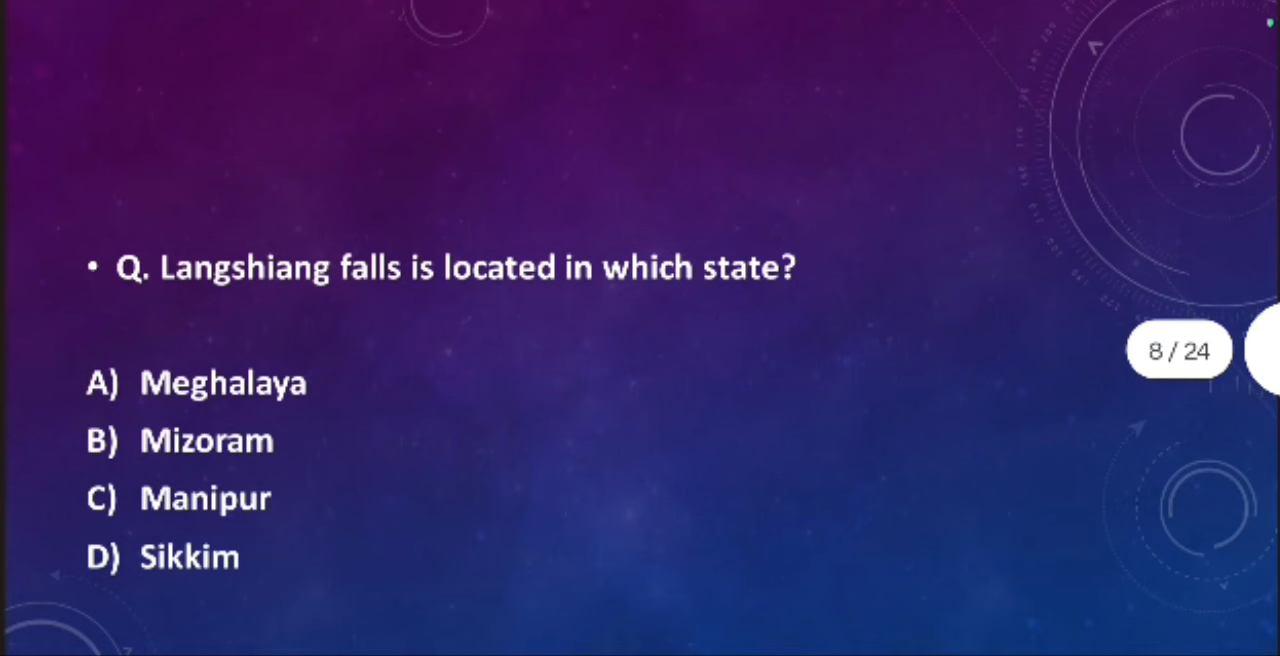 • Q. Langshiang falls is located in which state?
A) Meghalaya
8 / 24
B) Mizoram
C) Manipur
D) Sikkim